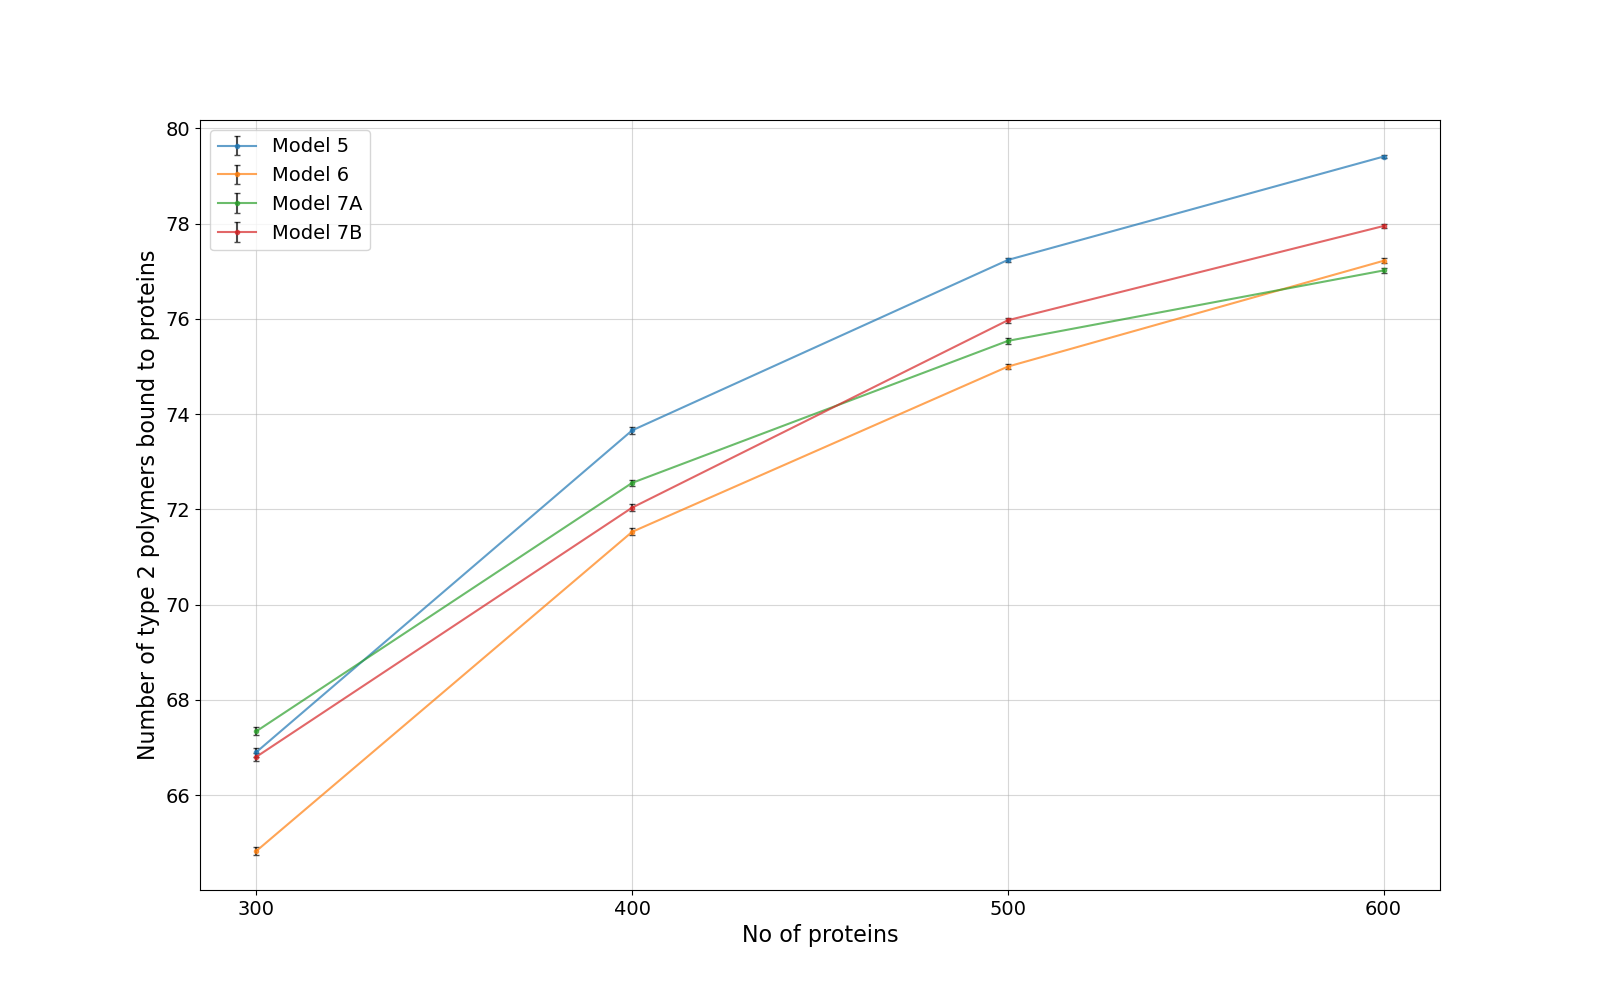 80
78
76
74
72
70
68
66
Number of type 2 polymers bound to proteins
Model 5
Model 6
Model 7A
Model 7B
300 400 500 600
No of proteins